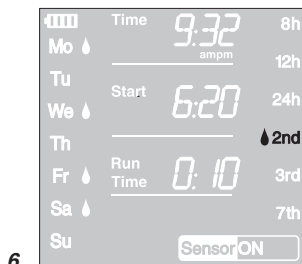 Time 9:32 8h
ampm
Mo 12h
Tu
Start 6:20 24h
We
2nd
Th
Run Time 0:10
Fr 3rd
Sa 7th
Su
Sensor ON
6